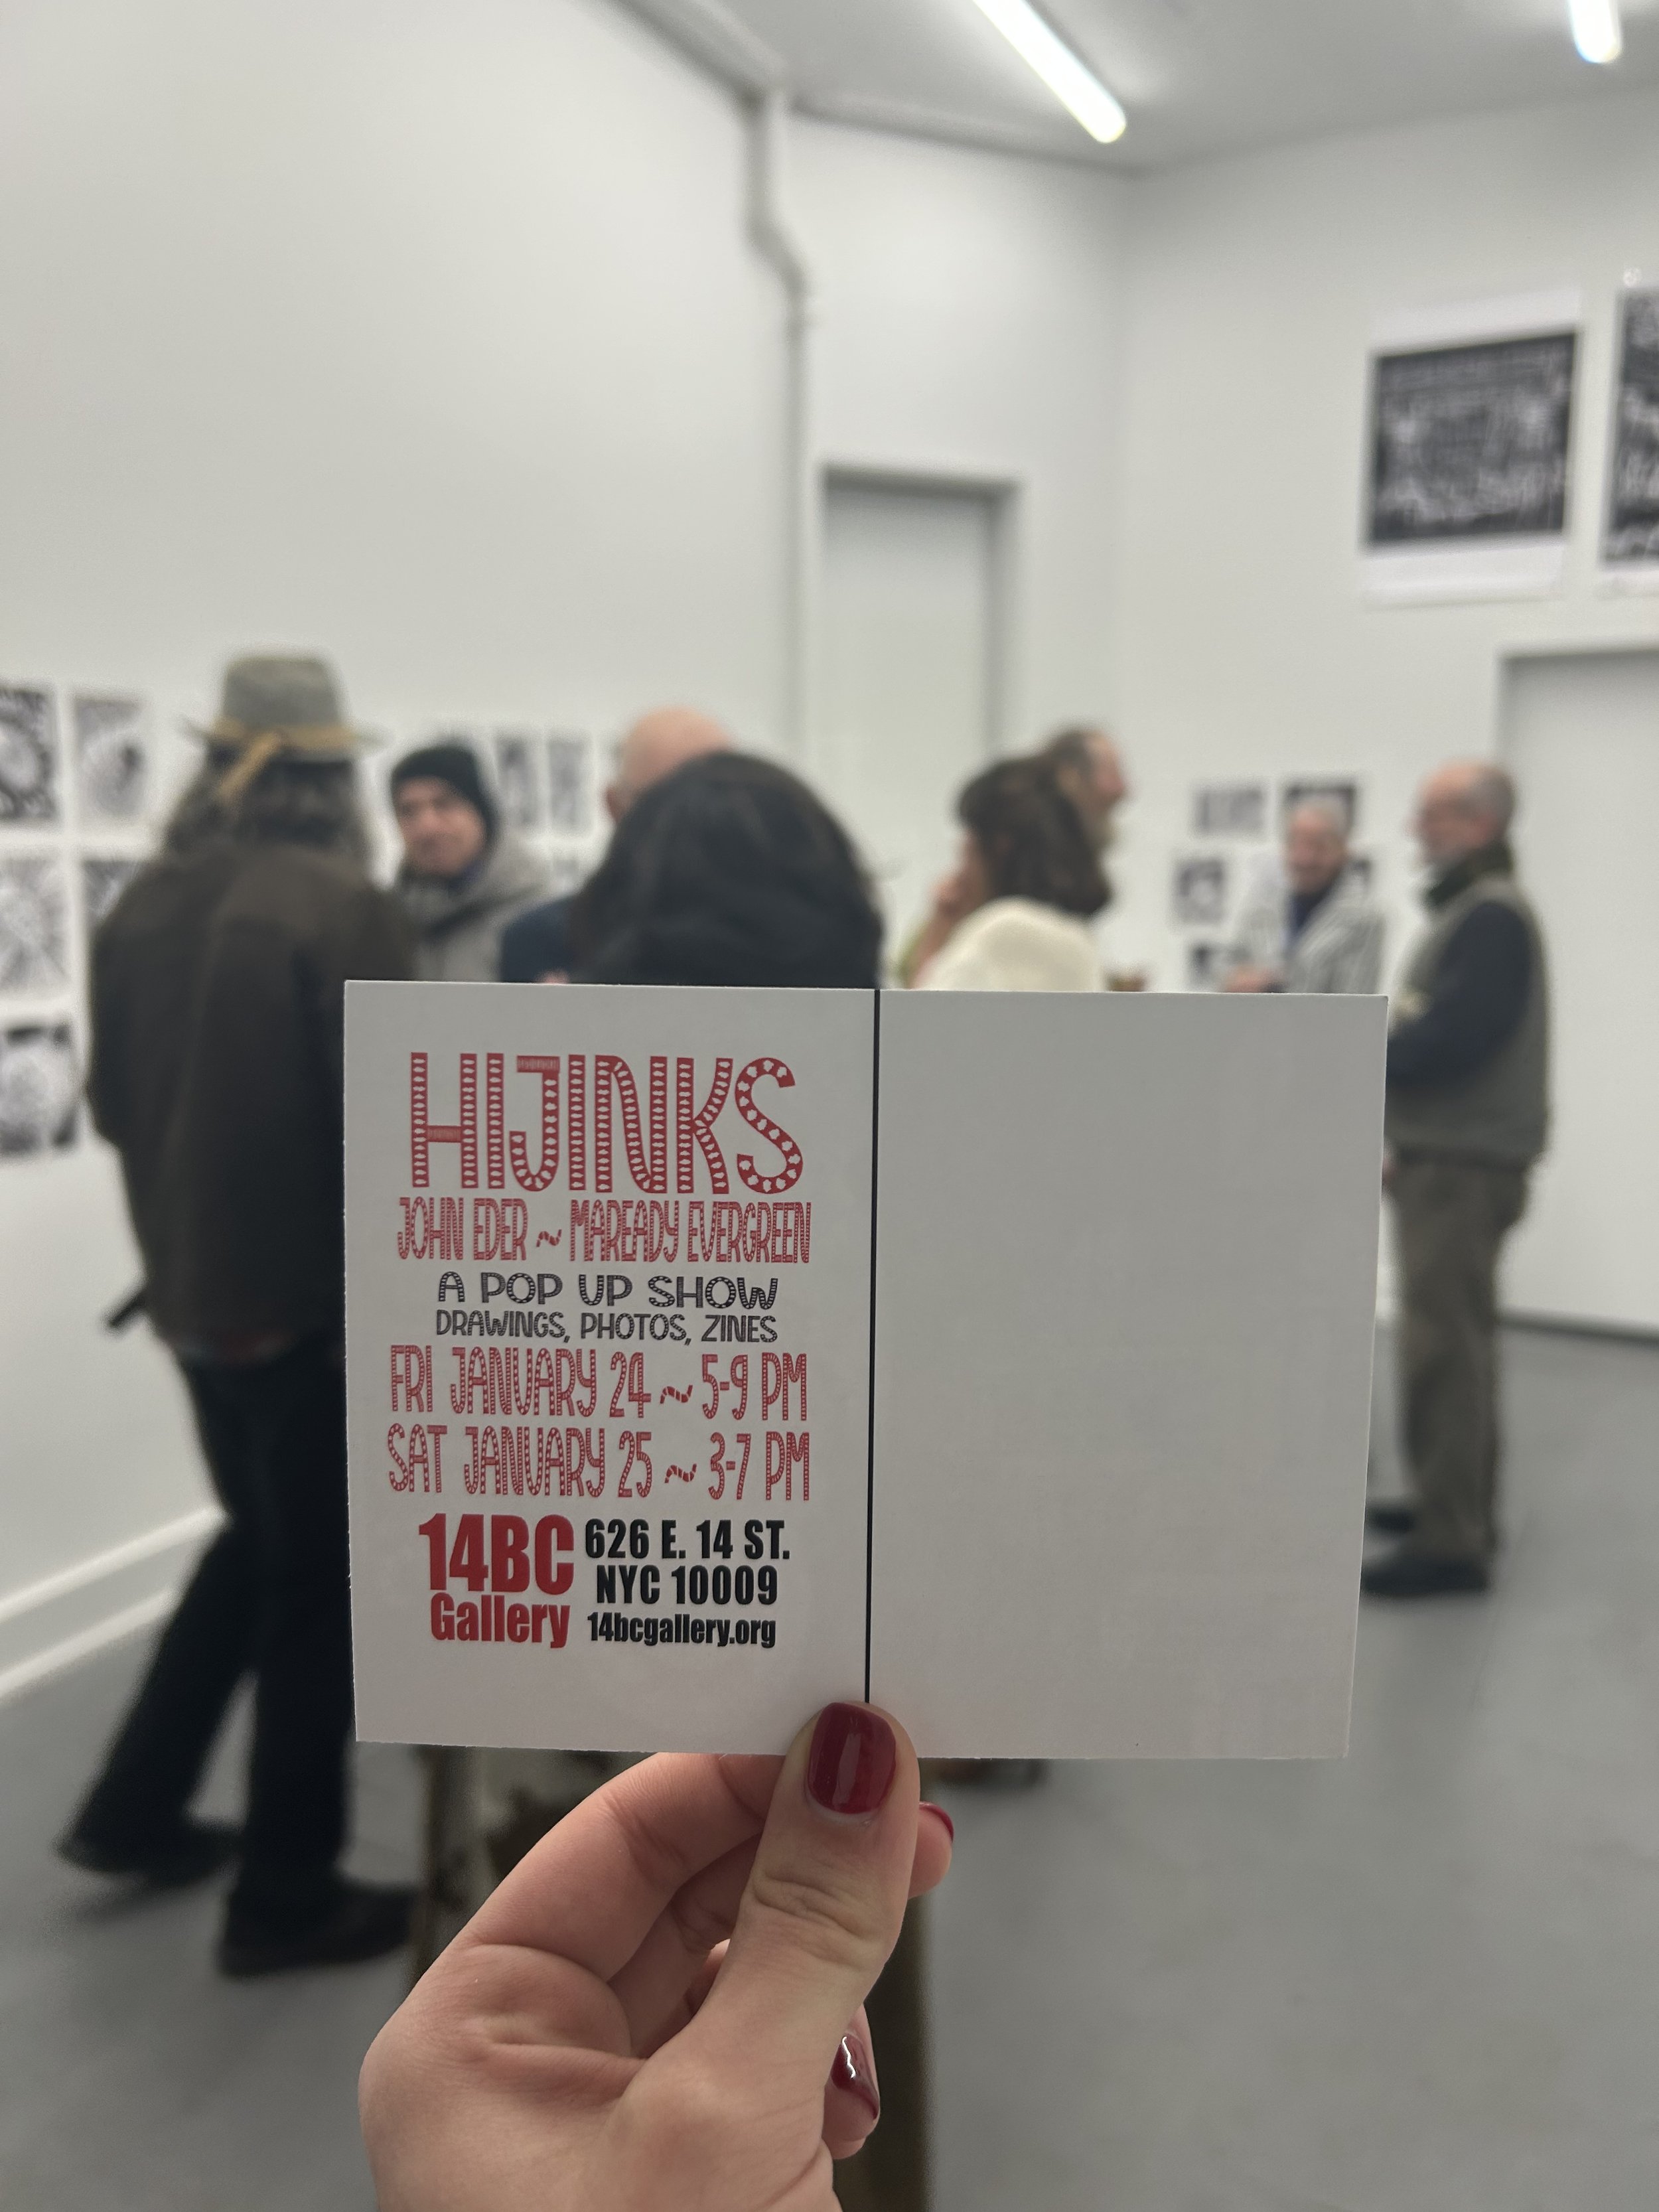 HIJINKS
JOHN EDER ~ MAREADY EVERGREEN
A POP UP SHOW
DRAWINGS, PHOTOS, ZINES
FRI JANUARY 24 ~ 5-9 PM
SAT JANUARY 25 ~ 3-7 PM
14BC
Gallery
626 E. 14 ST.
NYC 10009
14bcgallery.org